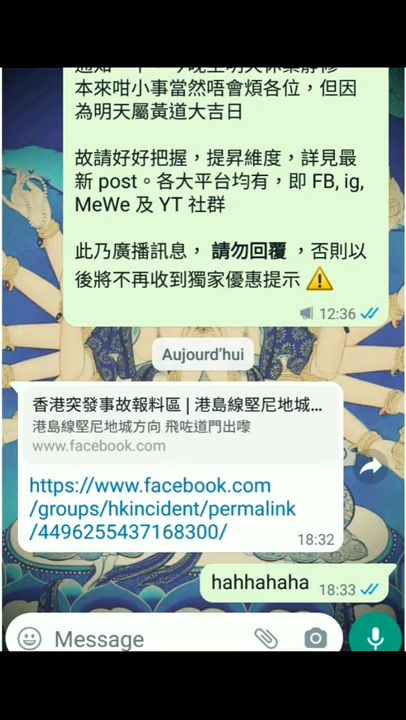 本來咁小事當然唔會煩各位，但因
為明天屬黃道大吉日
故請好好把握，提昇維度，詳見最
新 post。各大平台均有，即 FB, ig,
MeWe 及 YT 社群
此乃廣播訊息， 請勿回覆 ，否則以
後將不再收到獨家優惠提示 ⚠️
12:36
Aujourd’hui
香港突發事故報料區 | 港島線堅尼地城...
港島線堅尼地城方向 飛咗道門出嚟
www.facebook.com
https://www.facebook.com
/groups/hkincident/permalink
/4496255437168300/
18:32
hahhahaha
18:33
Message